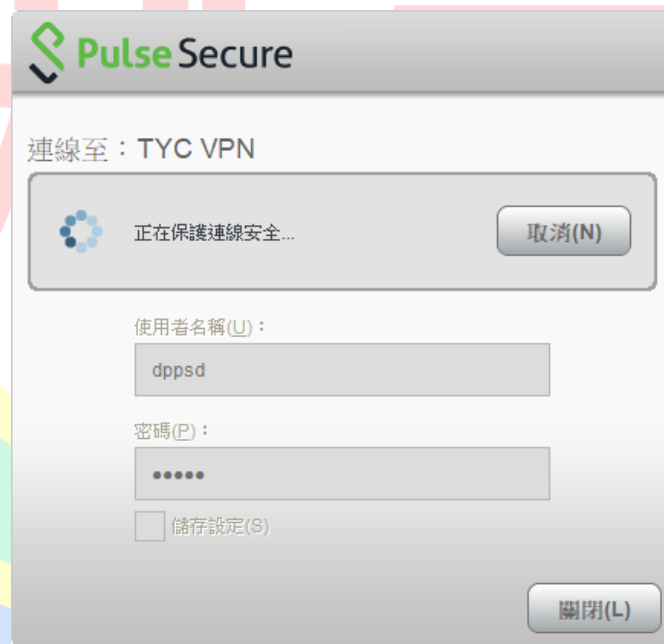 Pulse Secure
連線至：TYC VPN
正在保護連線安全...
取消(N)
使用者名稱(U)：
dppsd
密碼(P)：
•••••
儲存設定(S)
關閉(L)